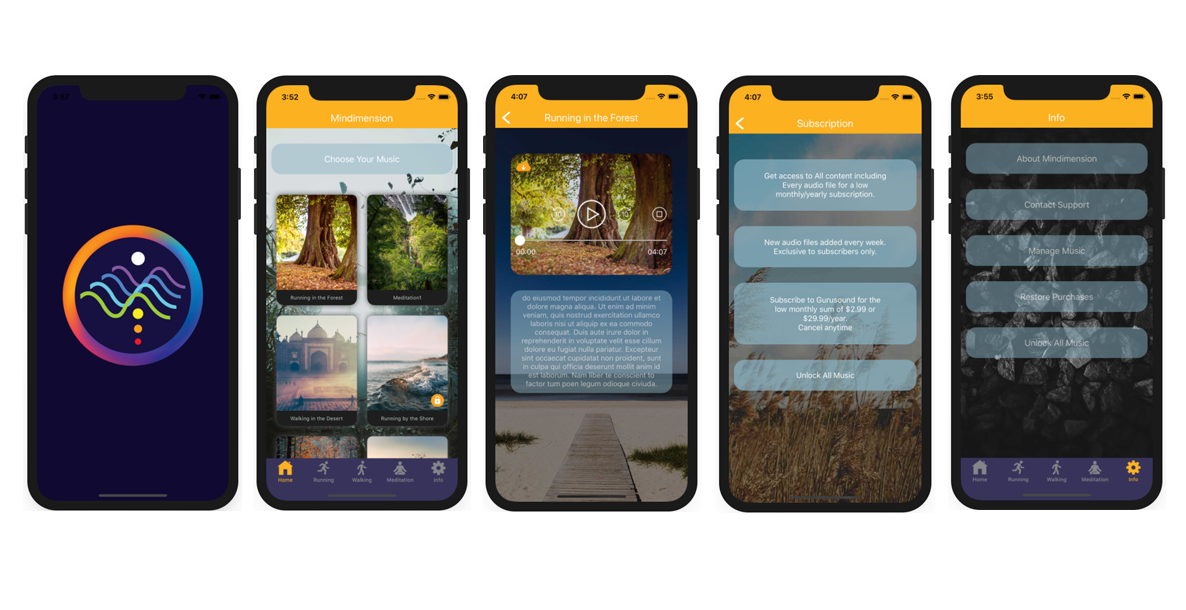 3:52
Mindimension
Choose Your Music
Running in the Forest
Meditation1
Walking in the Desert
Running by the Shore
Home
Running
Walking
Meditation
Info
4:07
Running in the Forest
10
00:00
04:07
do eiusmod tempor incididunt ut labore et
dolore magna aliqua. Ut enim ad minim
veniam, quis nostrud exercitation ullamco
laboris nisi ut aliquip ex ea commodo
consequat. Duis aute irure dolor in
reprehenderit in voluptate velit esse cillum
dolore eu fugiat nulla pariatur. Excepteur
sint occaecat cupidatat non proident, sunt
in culpa qui officia deserunt mollit anim id
est laborum. Nam liber te conscient to
factor tum poen legum odioque civiuda.
4:07
Subscription
Get access to All content including
Every audio file for a low
monthly/yearly subscription.
New audio files added every week.
Exclusive to subscribers only.
Subscribe to Gurusound for the
low monthly sum of $2.99 or
$29.99/year.
Cancel anytime
Unlock All Music
3:55
Info
About Mindimension
Contact Support
Manage Music
Restore Purchases
Unlock All Music
Home
Running
Walking
Meditation
Info